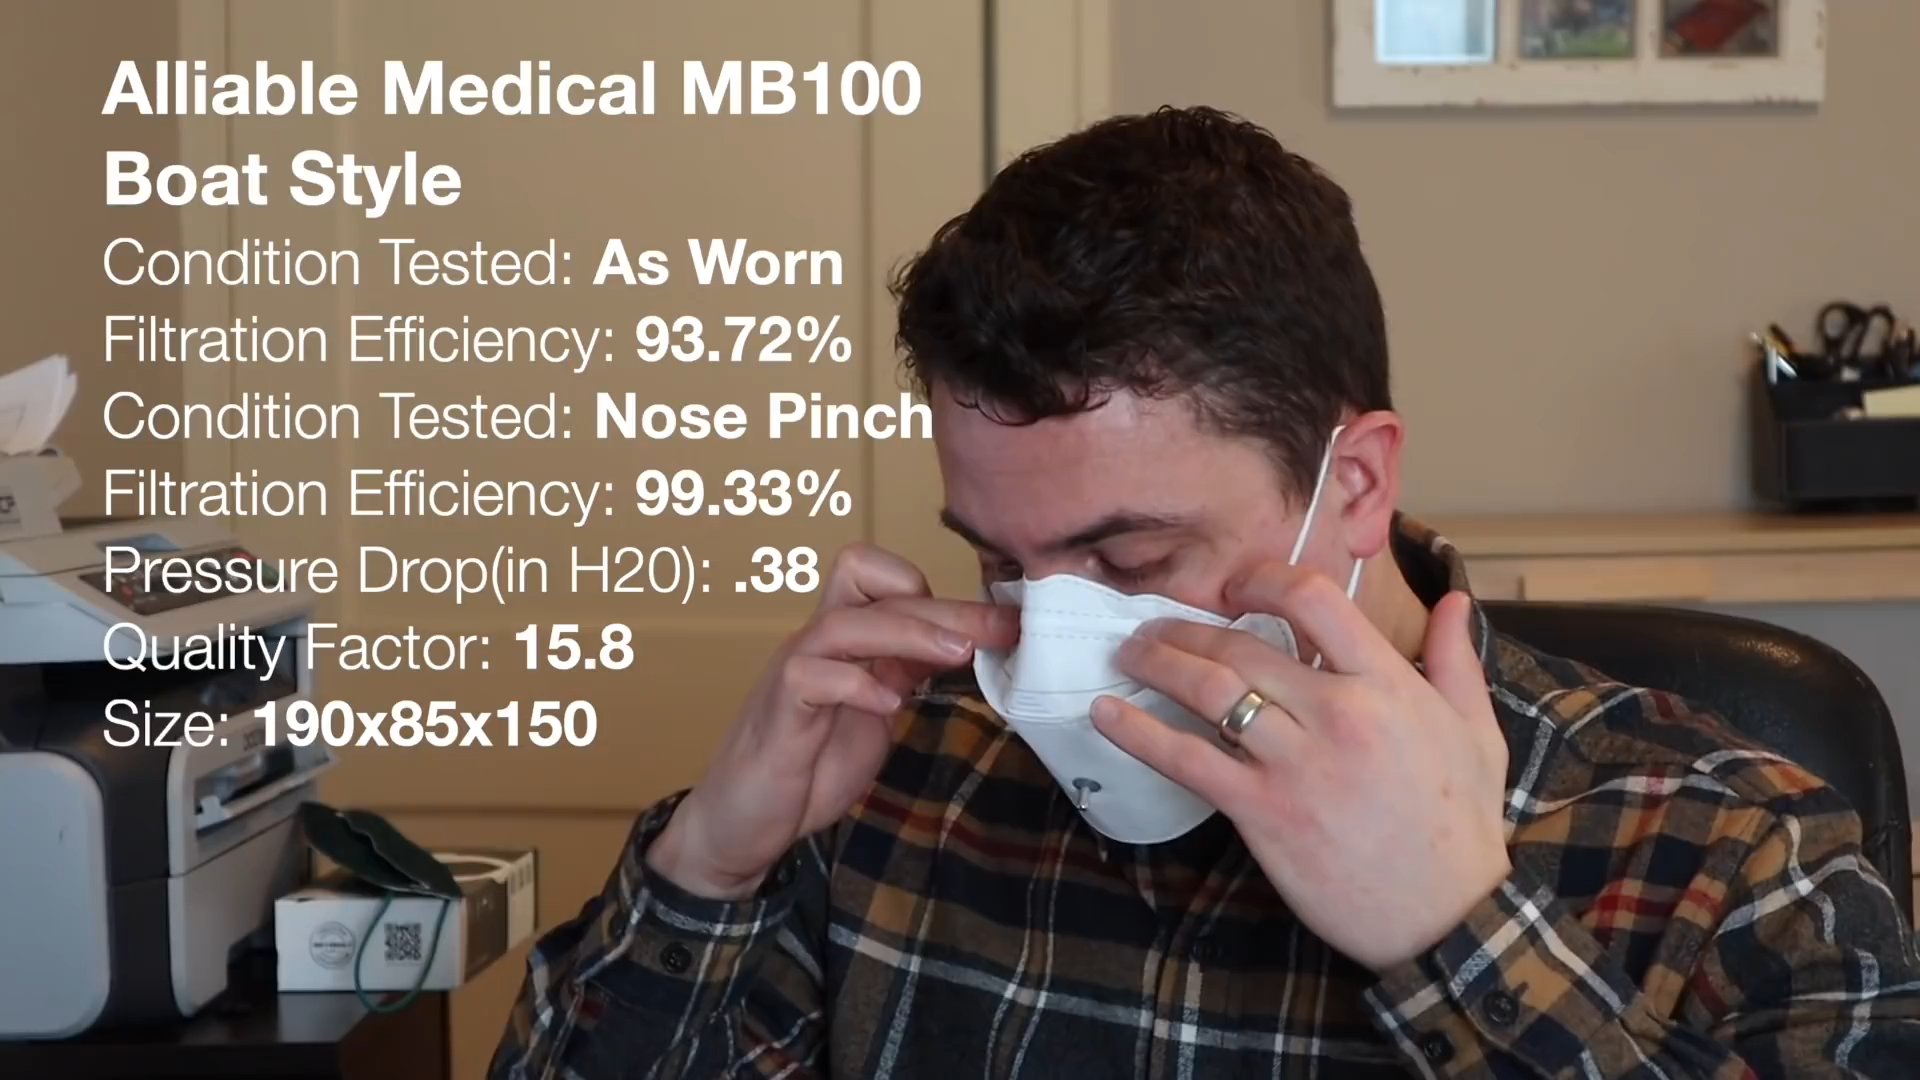 Alliable Medical MB100
Boat Style
Condition Tested: As Worn
Filtration Efficiency: 93.72%
Condition Tested: Nose Pinch
Filtration Efficiency: 99.33%
Pressure Drop(in H20): .38
Quality Factor: 15.8
Size: 190x85x150